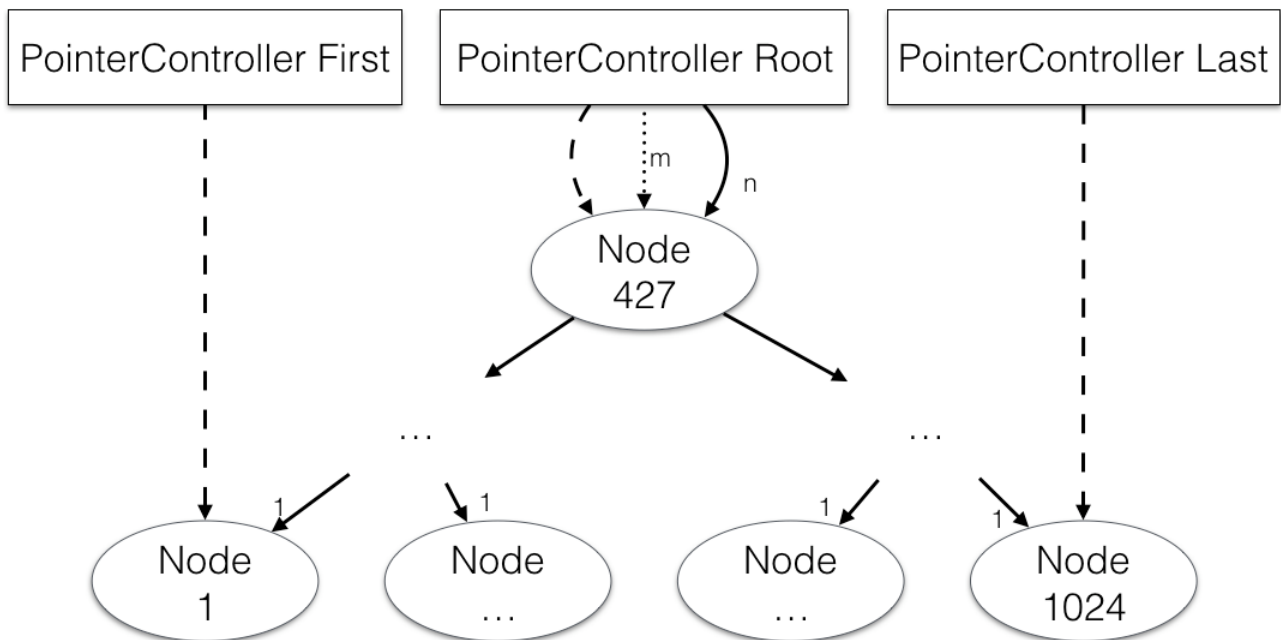 PointerController First
PointerController Root
PointerController Last
m
n
Node
427
...
...
1
1
1
1
Node
1
Node
...
Node
...
Node
1024